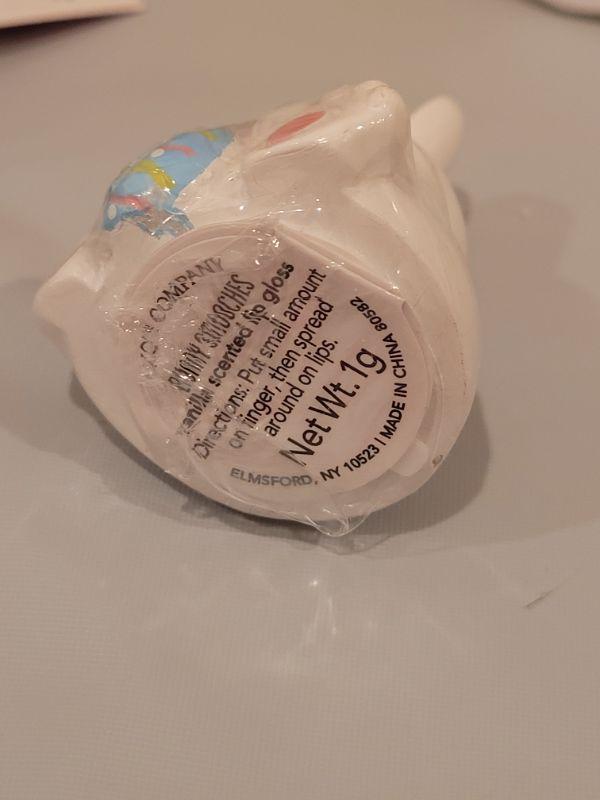 COMPANY
BUNNY SMOOCHES
vanilla scented lip gloss
Directions: Put small amount
on finger, then spread
around on lips.
Net Wt. 1g
ELMSFORD, NY 10523 | MADE IN CHINA 80582